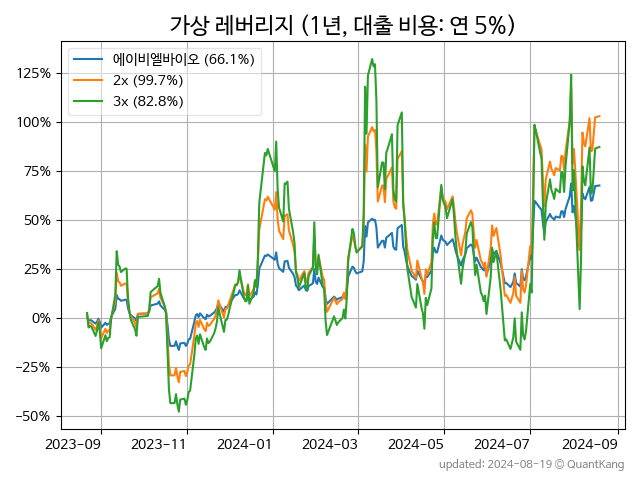 가상 레버리지 (1년, 대출 비용: 연 5%)
에이비엘바이오 (66.1%)
2x (99.7%)
3x (82.8%)
125%
100%
75%
50%
25%
0%
−25%
−50%
2023-09 2023-11 2024-01 2024-03 2024-05 2024-07 2024-09
updated: 2024-08-19 © QuantKang